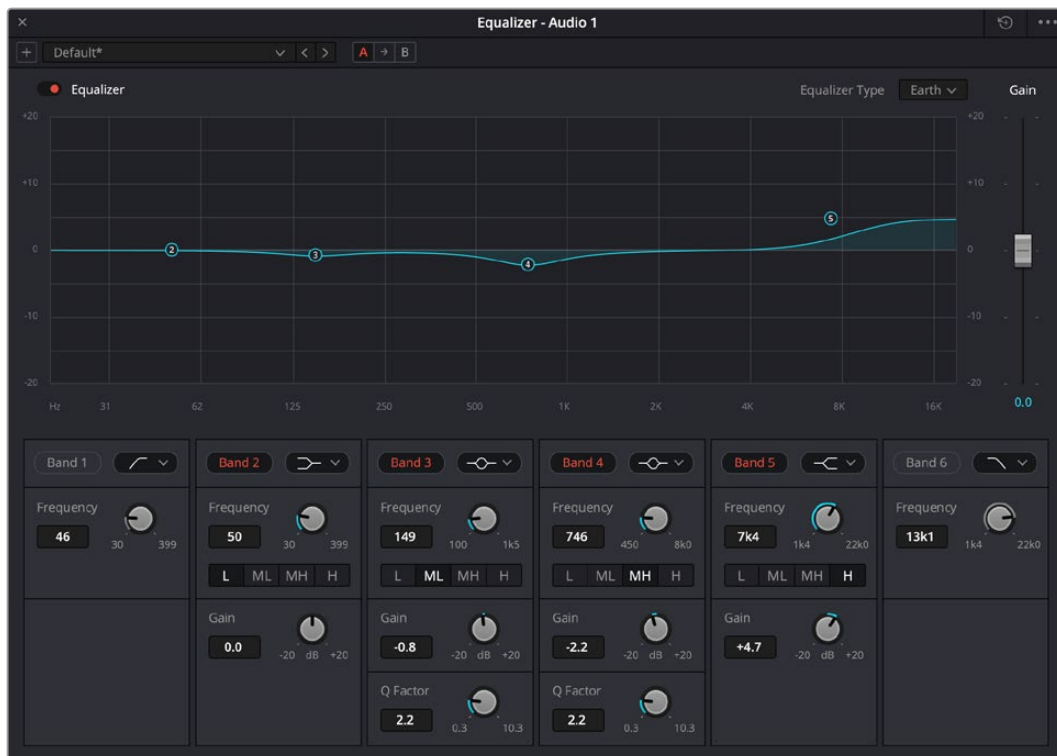 Equalizer - Audio 1
Default*
A B
Equalizer
Equalizer Type Earth Gain
+20 +20
+10 +10
0 0
-10 -10
-20 -20
Hz 31 62 125 250 500 1K 2K 4K 8K 16K 0.0
2 3 4 5
Band 1 Band 2 Band 3 Band 4 Band 5 Band 6
Frequency Frequency Frequency Frequency Frequency Frequency
46 30 399 50 30 399 149 100 1k5 746 450 8k0 7k4 1k4 22k0 13k1 1k4 22k0
L ML MH H L ML MH H L ML MH H L ML MH H
Gain Gain Gain Gain
0.0 -20 dB +20 -0.8 -20 dB +20 -2.2 -20 dB +20 +4.7 -20 dB +20
Q Factor Q Factor
2.2 0.3 10.3 2.2 0.3 10.3